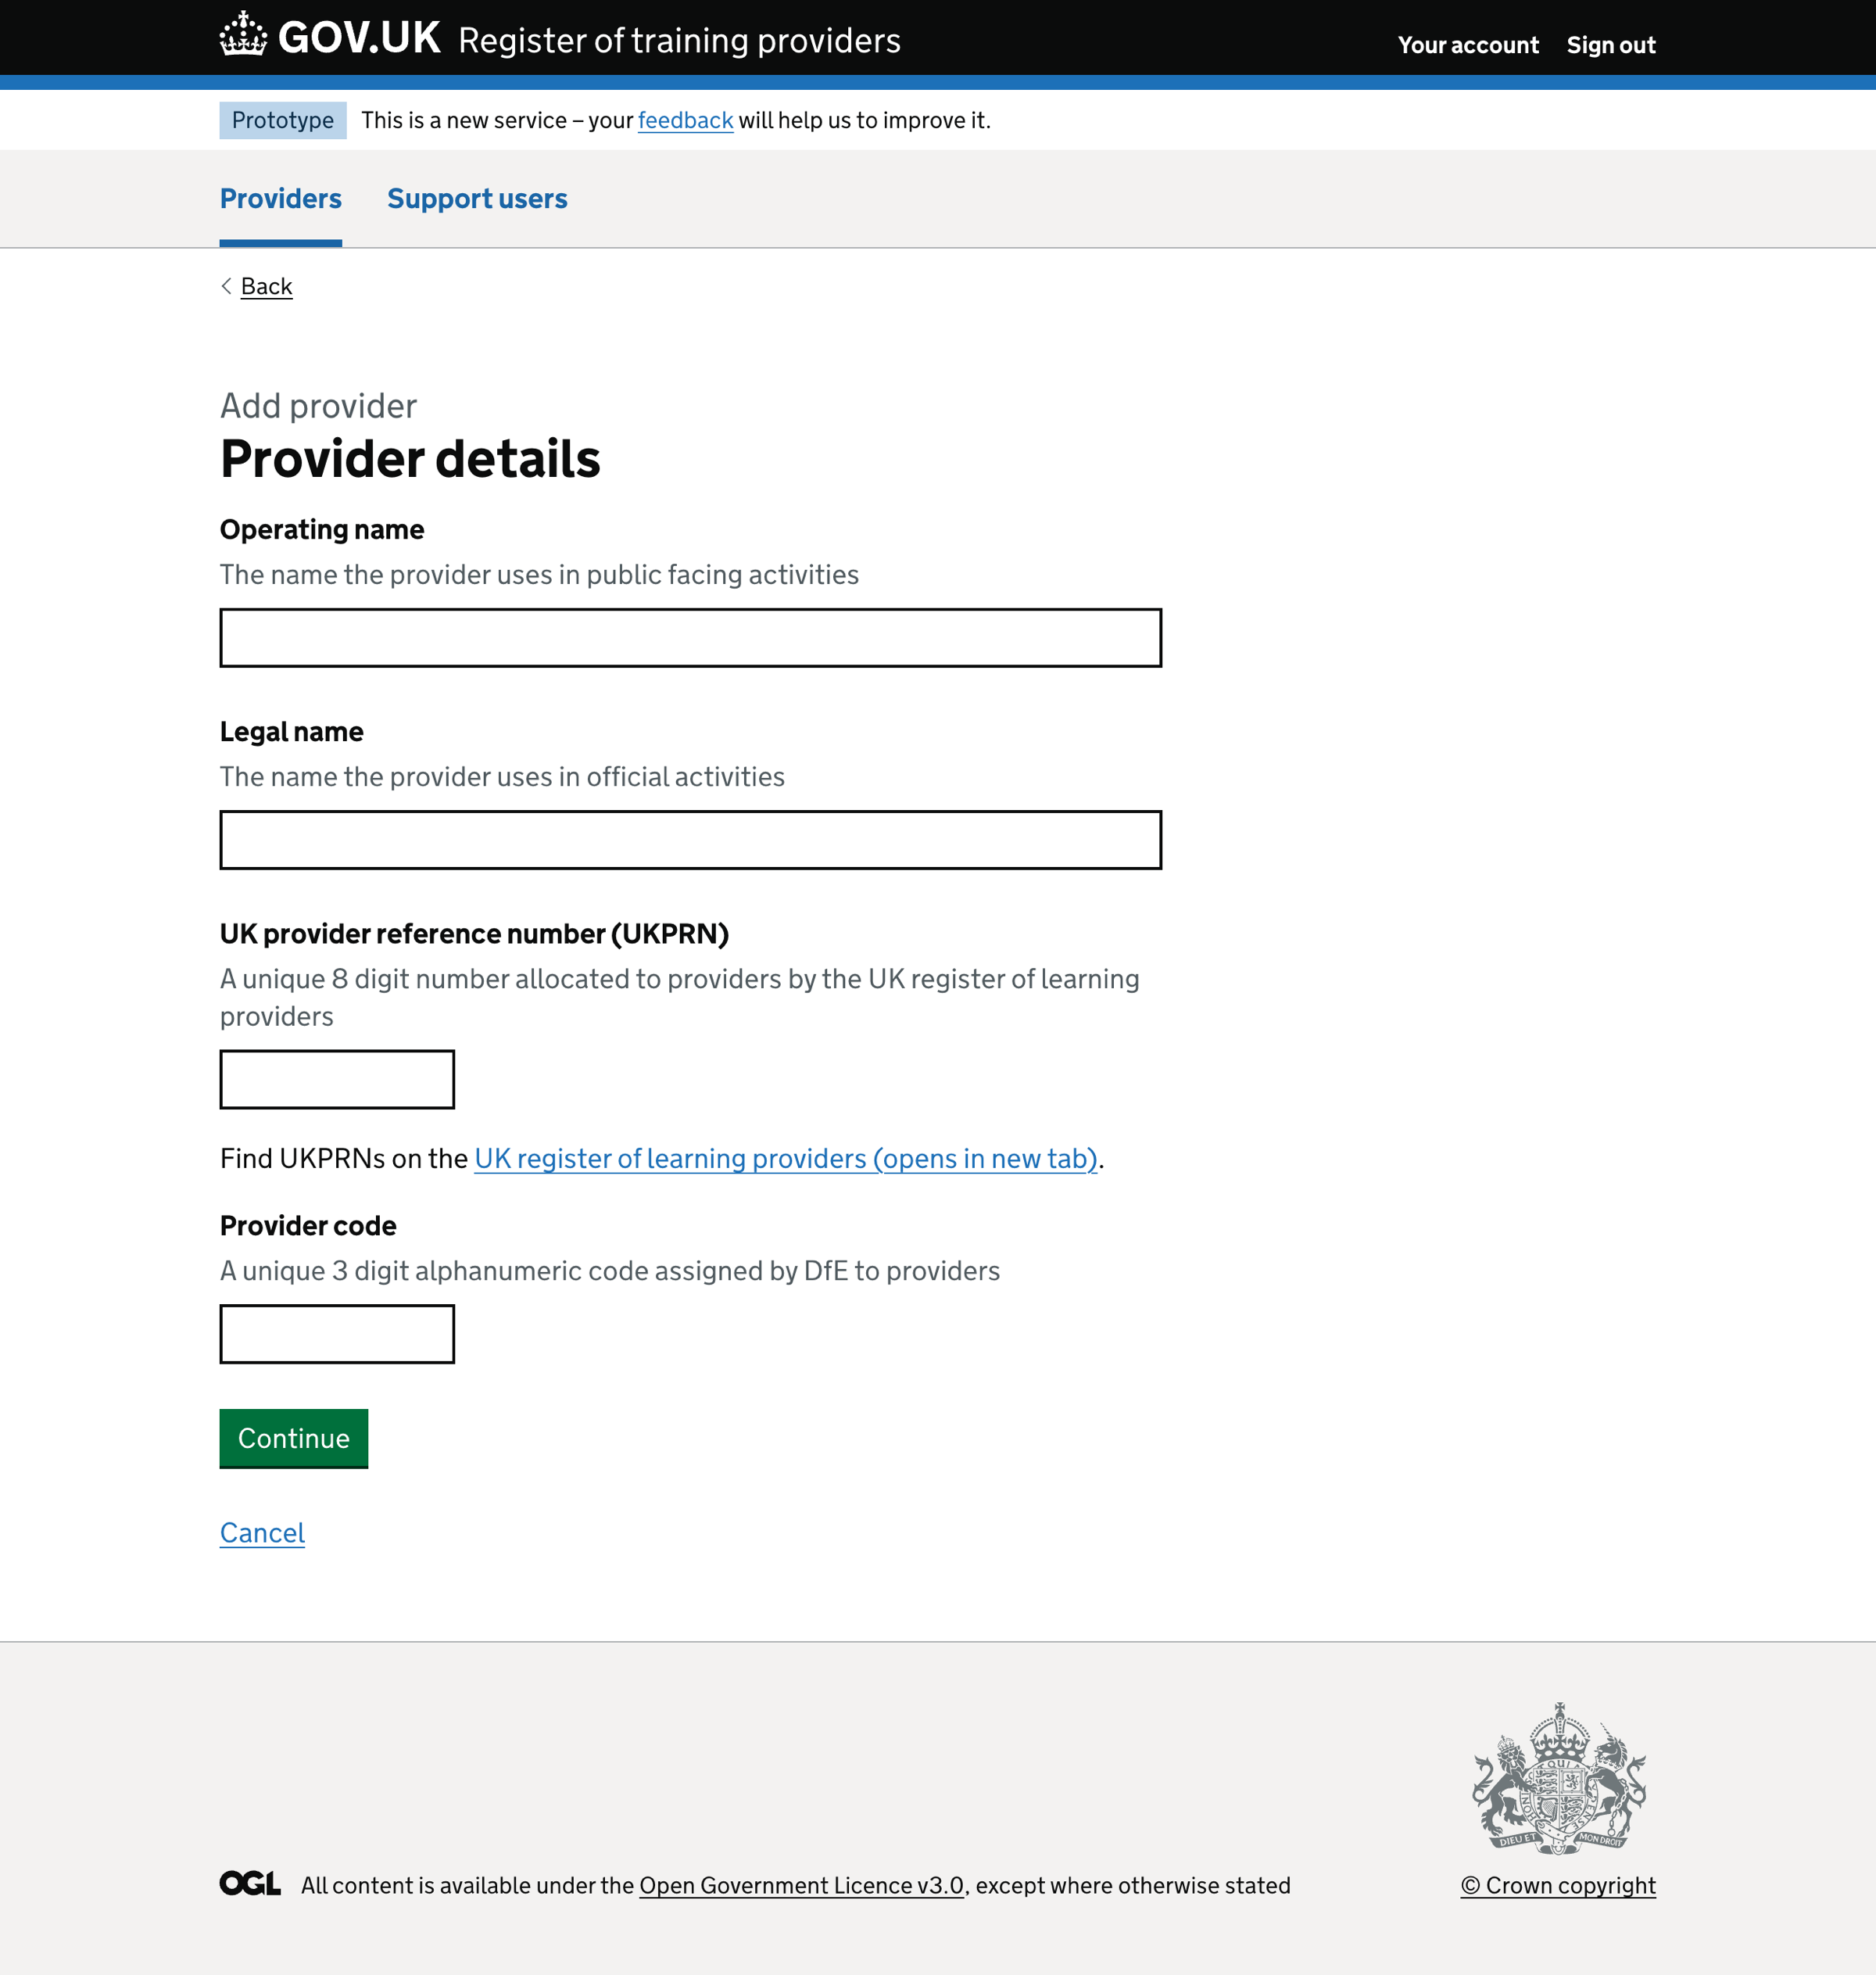 GOV.UK Register of training providers
Your account Sign out
Prototype This is a new service – your feedback will help us to improve it.
Providers Support users
Back
Add provider
Provider details
Operating name
The name the provider uses in public facing activities
Legal name
The name the provider uses in official activities
UK provider reference number (UKPRN)
A unique 8 digit number allocated to providers by the UK register of learning
providers
Find UKPRNs on the UK register of learning providers (opens in new tab).
Provider code
A unique 3 digit alphanumeric code assigned by DfE to providers
Continue
Cancel
DIEU ET MON DROIT
OGL All content is available under the Open Government Licence v3.0, except where otherwise stated
© Crown copyright